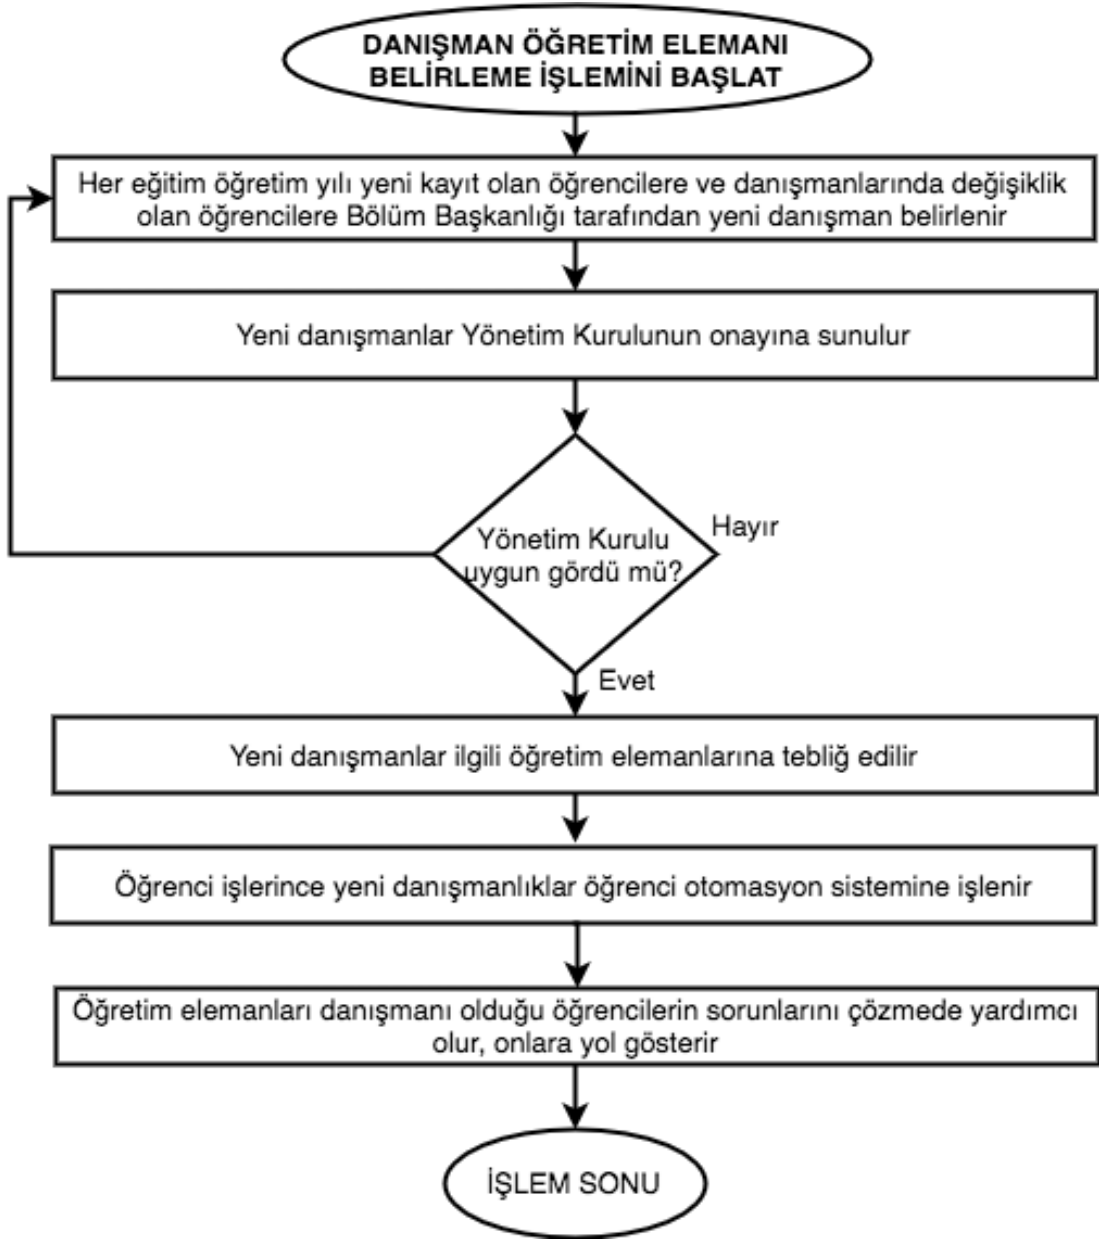 DANIŞMAN ÖĞRETİM ELEMANI
BELİRLEME İŞLEMİNİ BAŞLAT
Her eğitim öğretim yılı yeni kayıt olan öğrencilere ve danışmanlarında değişiklik
olan öğrencilere Bölüm Başkanlığı tarafından yeni danışman belirlenir
Yeni danışmanlar Yönetim Kurulunun onayına sunulur
Hayır
Yönetim Kurulu
uygun gördü mü?
Evet
Yeni danışmanlar ilgili öğretim elemanlarına tebliğ edilir
Öğrenci işlerince yeni danışmanlıklar öğrenci otomasyon sistemine işlenir
Öğretim elemanları danışmanı olduğu öğrencilerin sorunlarını çözmede yardımcı
olur, onlara yol gösterir
İŞLEM SONU